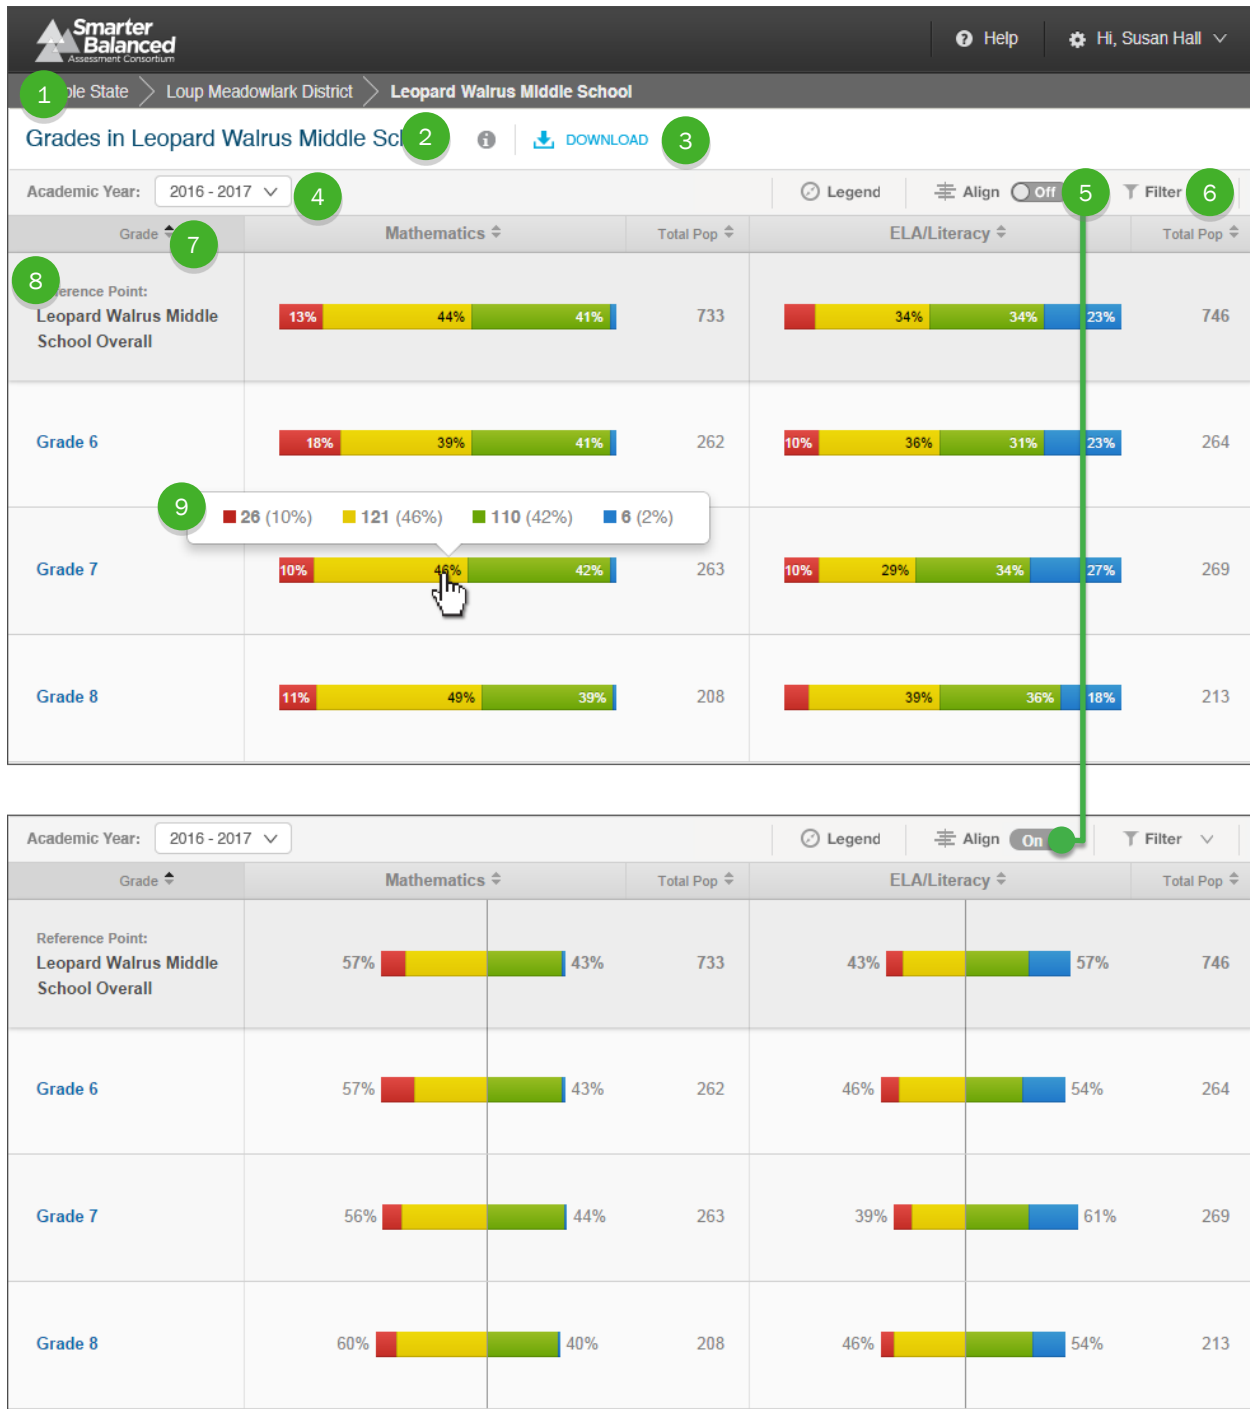 Smarter
Balanced
Assessment Consortium
Help
Hi, Susan Hall
1
ple State
Loup Meadowlark District
Leopard Walrus Middle School
Grades in Leopard Walrus Middle Sc
2
DOWNLOAD
3
Academic Year:
2016 - 2017
4
Legend
Align
Off
5
Filter
6
Grade
7
Mathematics
Total Pop
ELA/Literacy
Total Pop
8
erence Point:
Leopard Walrus Middle
School Overall
13%
44%
41%
733
34%
34%
23%
746
Grade 6
18%
39%
41%
262
10%
36%
31%
23%
264
9
26 (10%)
121 (46%)
110 (42%)
6 (2%)
Grade 7
10%
46%
42%
263
10%
29%
34%
27%
269
Grade 8
11%
49%
39%
208
39%
36%
18%
213
Academic Year:
2016 - 2017
Legend
Align
On
Filter
Grade
Mathematics
Total Pop
ELA/Literacy
Total Pop
Reference Point:
Leopard Walrus Middle
School Overall
57%
43%
733
43%
57%
746
Grade 6
57%
43%
262
46%
54%
264
Grade 7
56%
44%
263
39%
61%
269
Grade 8
60%
40%
208
46%
54%
213